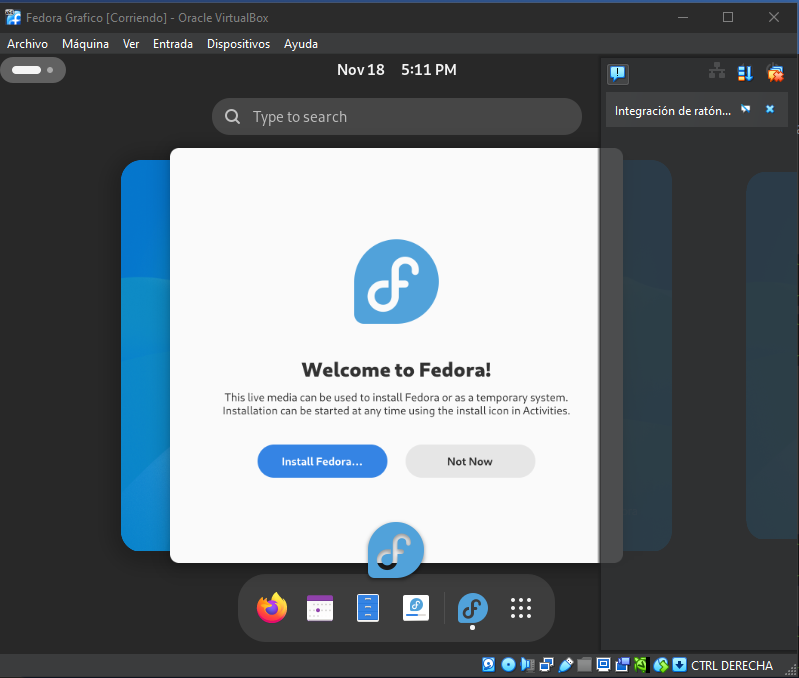 Fedora Grafico [Corriendo] - Oracle VirtualBox
Archivo Máquina Ver Entrada Dispositivos Ayuda
Nov 18 5:11 PM
Type to search
Integración de ratón...
Welcome to Fedora!
This live media can be used to install Fedora or as a temporary system.
Installation can be started at any time using the install icon in Activities.
Install Fedora...
Not Now
CTRL DERECHA